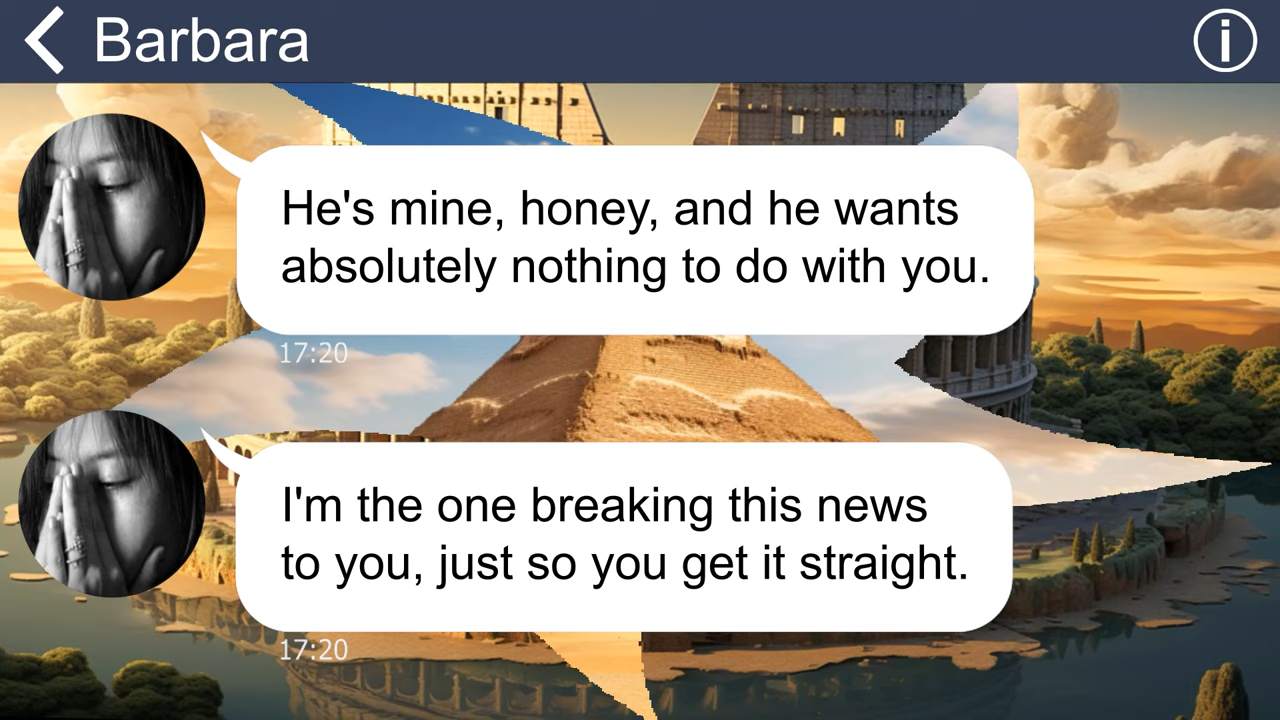 Barbara
He's mine, honey, and he wants
absolutely nothing to do with you.
17:20
I'm the one breaking this news
to you, just so you get it straight.
17:20